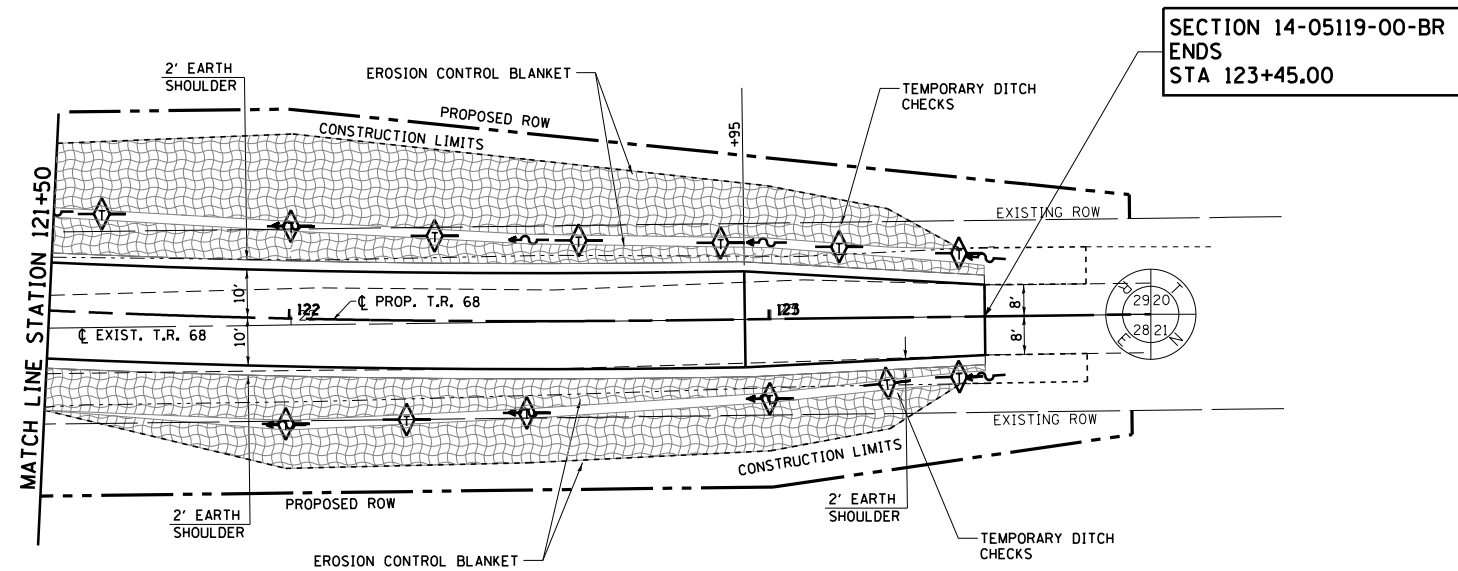 SECTION 14-05119-00-BR
ENDS
STA 123+45.00
2' EARTH
SHOULDER
EROSION CONTROL BLANKET
TEMPORARY DITCH
CHECKS
PROPOSED ROW
CONSTRUCTION LIMITS
+95
MATCH LINE STATION 121+50
T
T
T
T
T
T
T
EXISTING ROW
10'
10'
122
℄ PROP. T.R. 68
℄ EXIST. T.R. 68
8'
8'
R
T
29
20
28
21
E
N
T
T
T
T
T
T
EXISTING ROW
CONSTRUCTION LIMITS
PROPOSED ROW
2' EARTH
SHOULDER
2' EARTH
SHOULDER
EROSION CONTROL BLANKET
TEMPORARY DITCH
CHECKS